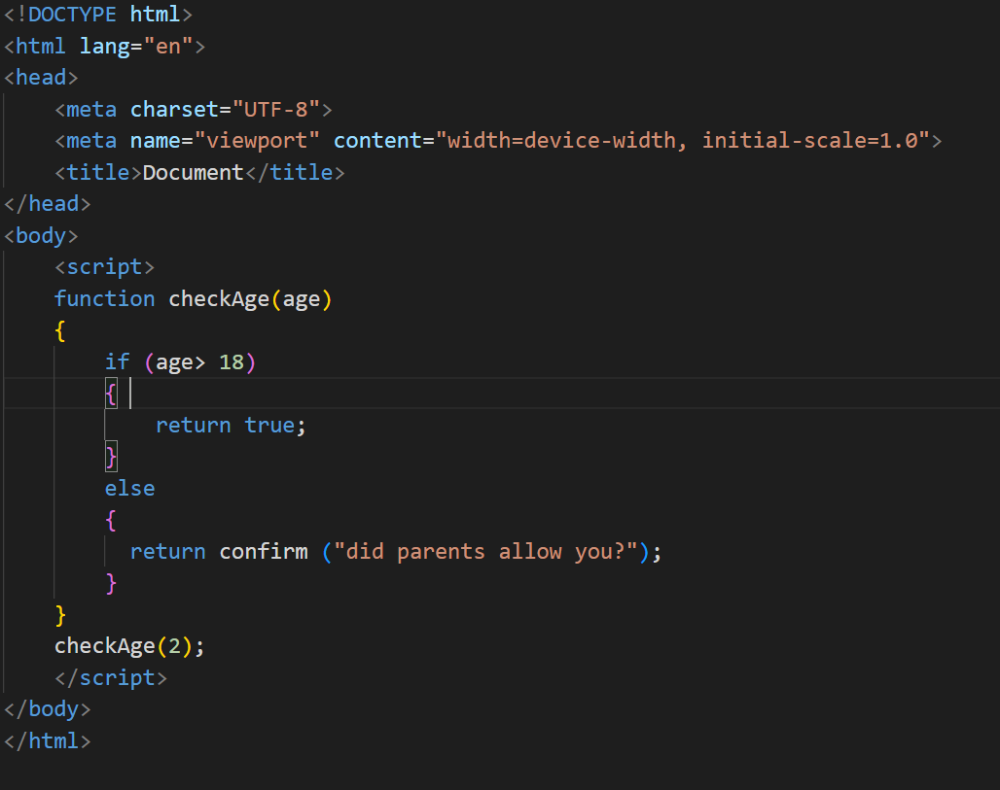 <!DOCTYPE html>
<html lang="en">
<head>
    <meta charset="UTF-8">
    <meta name="viewport" content="width=device-width, initial-scale=1.0">
    <title>Document</title>
</head>
<body>
    <script>
    function checkAge(age)
    {
        if (age> 18)
        {
            return true;
        }
        else
        {
          return confirm ("did parents allow you?");
        }
    }
    checkAge(2);
    </script>
</body>
</html>